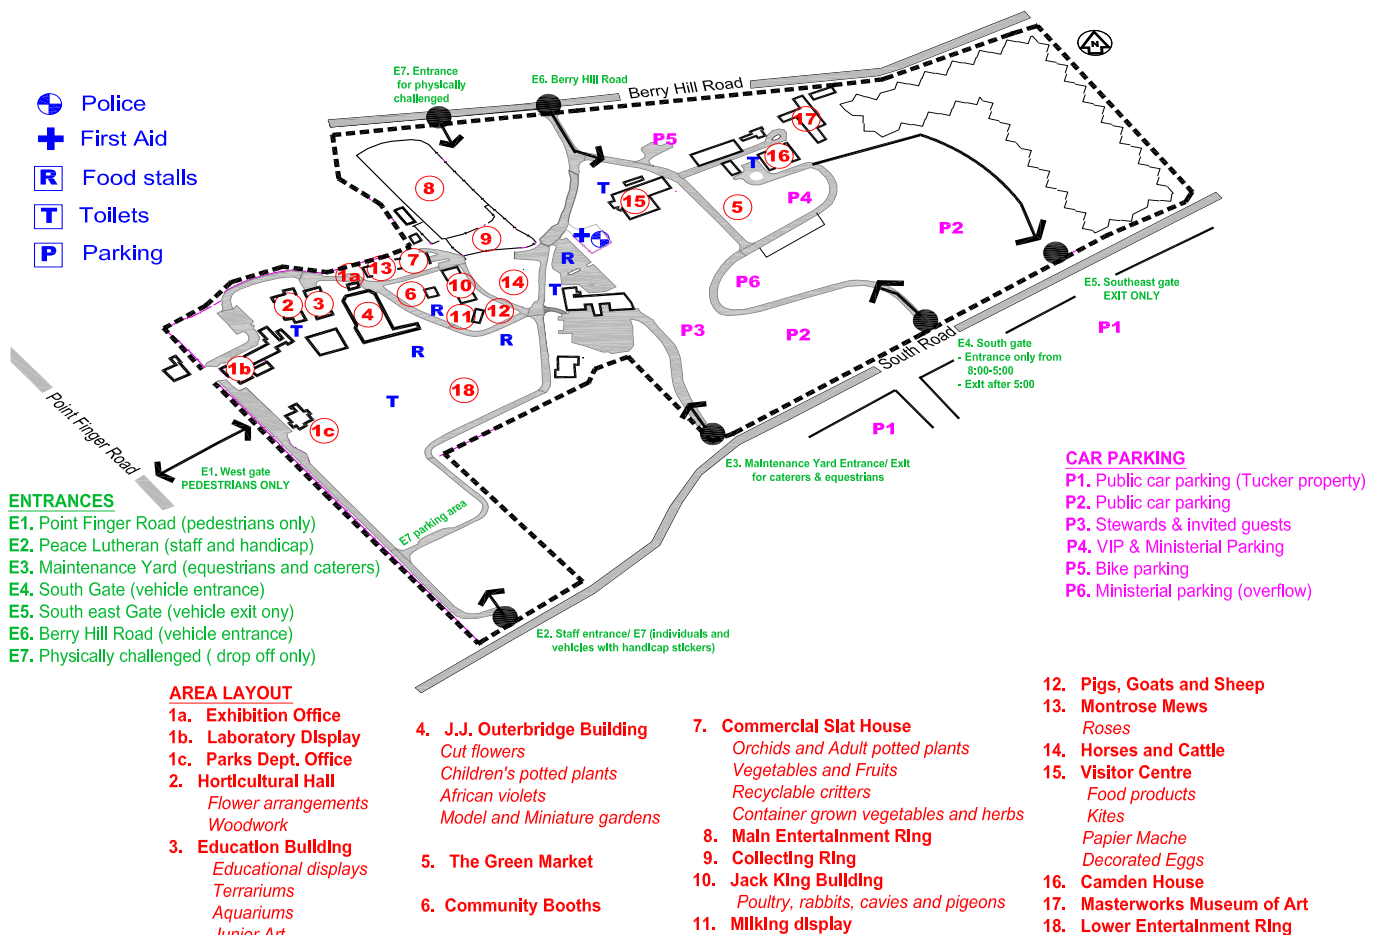 N
E7. Entrance
for physically
challenged
E6. Berry Hill Road
Berry Hill Road
Police
First Aid
R Food stalls
T Toilets
P Parking
17
P5
16
T
8
T
15
5
P4
P2
9
R
7
13
1a
10
14
T
P6
2
3
6
4
R
11
12
T
R
R
P3
P2
P1
South Road
E5. Southeast gate
EXIT ONLY
E4. South gate
- Entrance only from
8:00-5:00
- Exit after 5:00
1b
18
T
1c
P1
Point Finger Road
E1. West gate
PEDESTRIANS ONLY
E3. Maintenance Yard Entrance/ Exit
for caterers & equestrians
E7 parking area
E2. Staff entrance/ E7 (individuals and
vehicles with handicap stickers)
ENTRANCES
E1. Point Finger Road (pedestrians only)
E2. Peace Lutheran (staff and handicap)
E3. Maintenance Yard (equestrians and caterers)
E4. South Gate (vehicle entrance)
E5. South east Gate (vehicle exit ony)
E6. Berry Hill Road (vehicle entrance)
E7. Physically challenged ( drop off only)
CAR PARKING
P1. Public car parking (Tucker property)
P2. Public car parking
P3. Stewards & invited guests
P4. VIP & Ministerial Parking
P5. Bike parking
P6. Ministerial parking (overflow)
AREA LAYOUT
1a. Exhibition Office
1b. Laboratory Display
1c. Parks Dept. Office
2. Horticultural Hall
Flower arrangements
Woodwork
3. Education Building
Educational displays
Terrariums
Aquariums
Junior Art
4. J.J. Outerbridge Building
Cut flowers
Children's potted plants
African violets
Model and Miniature gardens
5. The Green Market
6. Community Booths
7. Commercial Slat House
Orchids and Adult potted plants
Vegetables and Fruits
Recyclable critters
Container grown vegetables and herbs
8. Main Entertainment Ring
9. Collecting Ring
10. Jack King Building
Poultry, rabbits, cavies and pigeons
11. Milking display
12. Pigs, Goats and Sheep
13. Montrose Mews
Roses
14. Horses and Cattle
15. Visitor Centre
Food products
Kites
Papier Mache
Decorated Eggs
16. Camden House
17. Masterworks Museum of Art
18. Lower Entertainment Ring